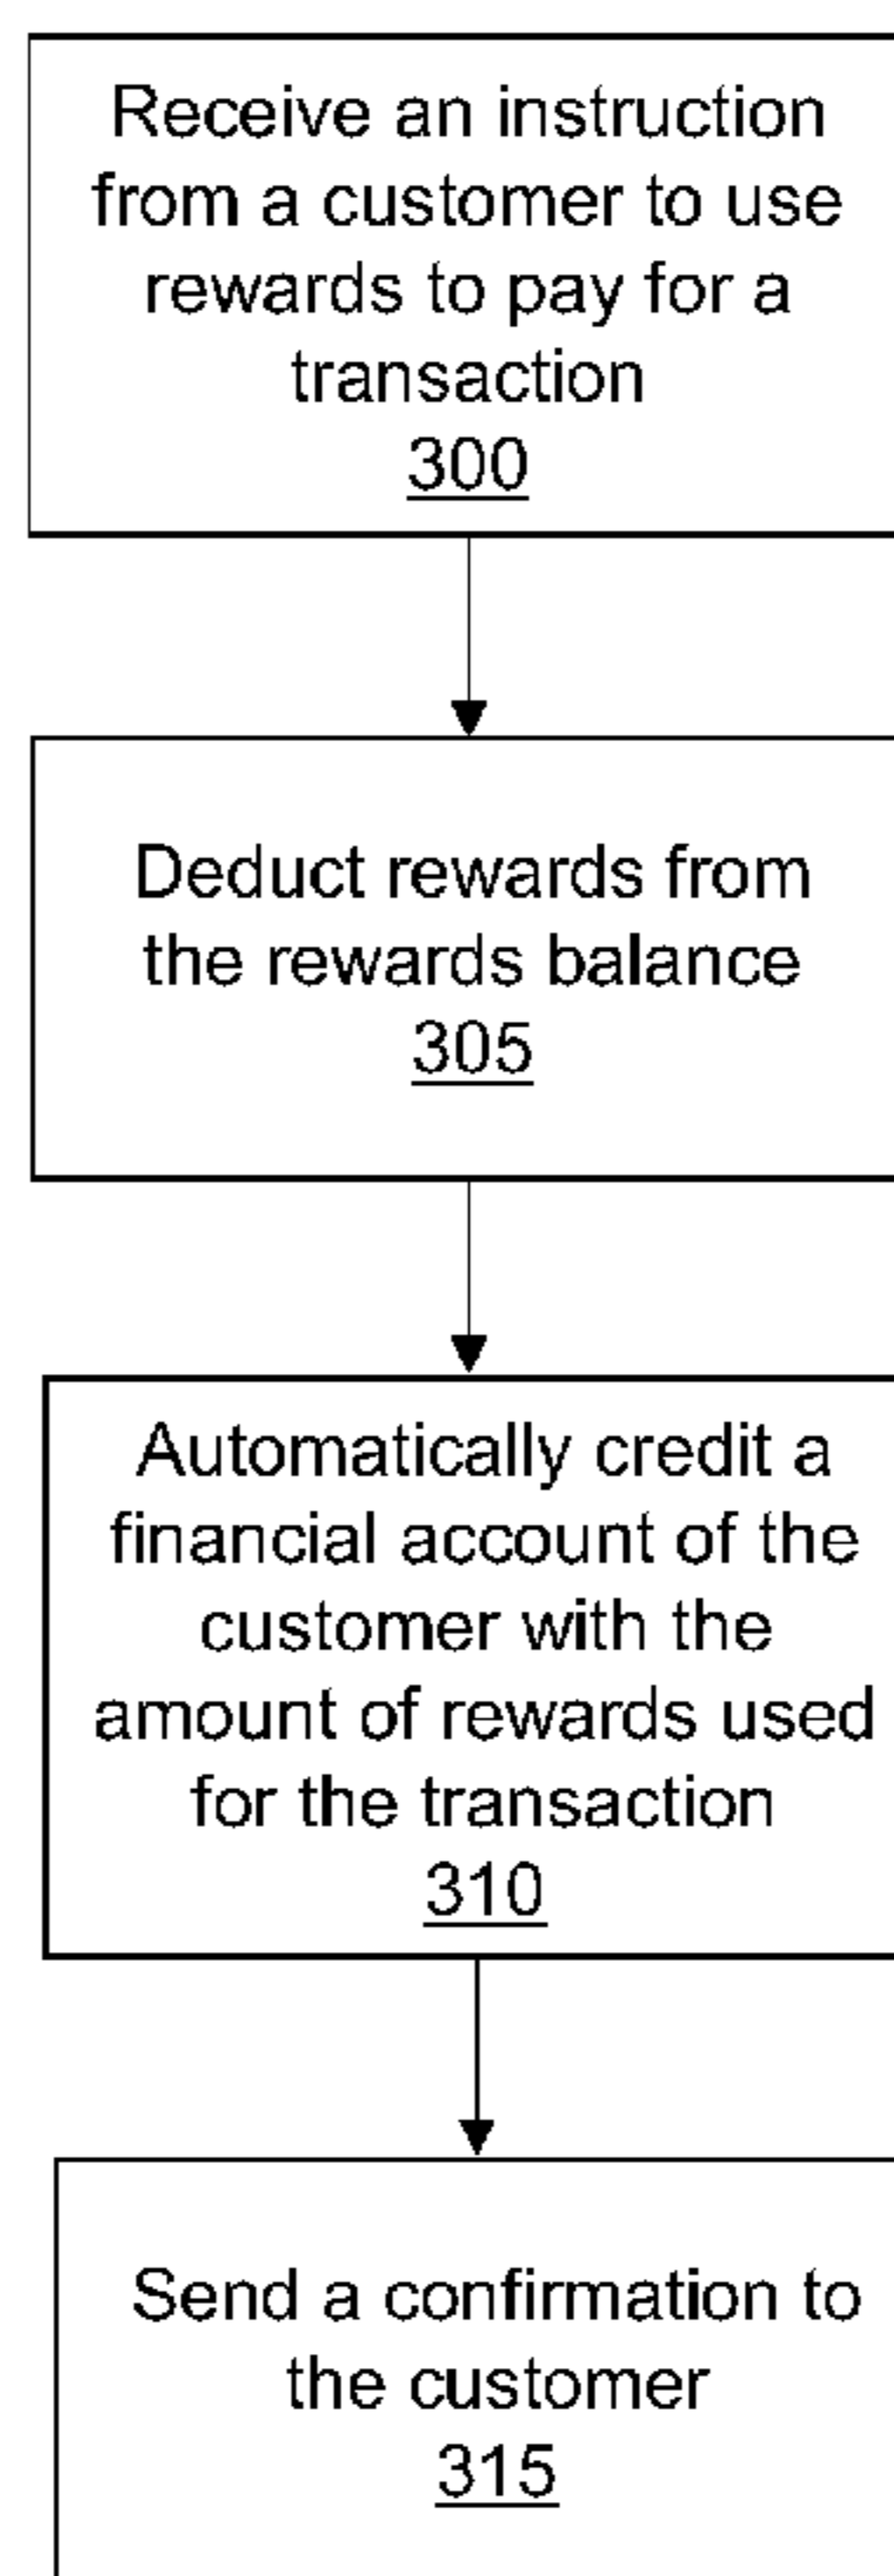 Receive an instruction
from a customer to use
rewards to pay for a
transaction
300
Deduct rewards from
the rewards balance
305
Automatically credit a
financial account of the
customer with the
amount of rewards used
for the transaction
310
Send a confirmation to
the customer
315